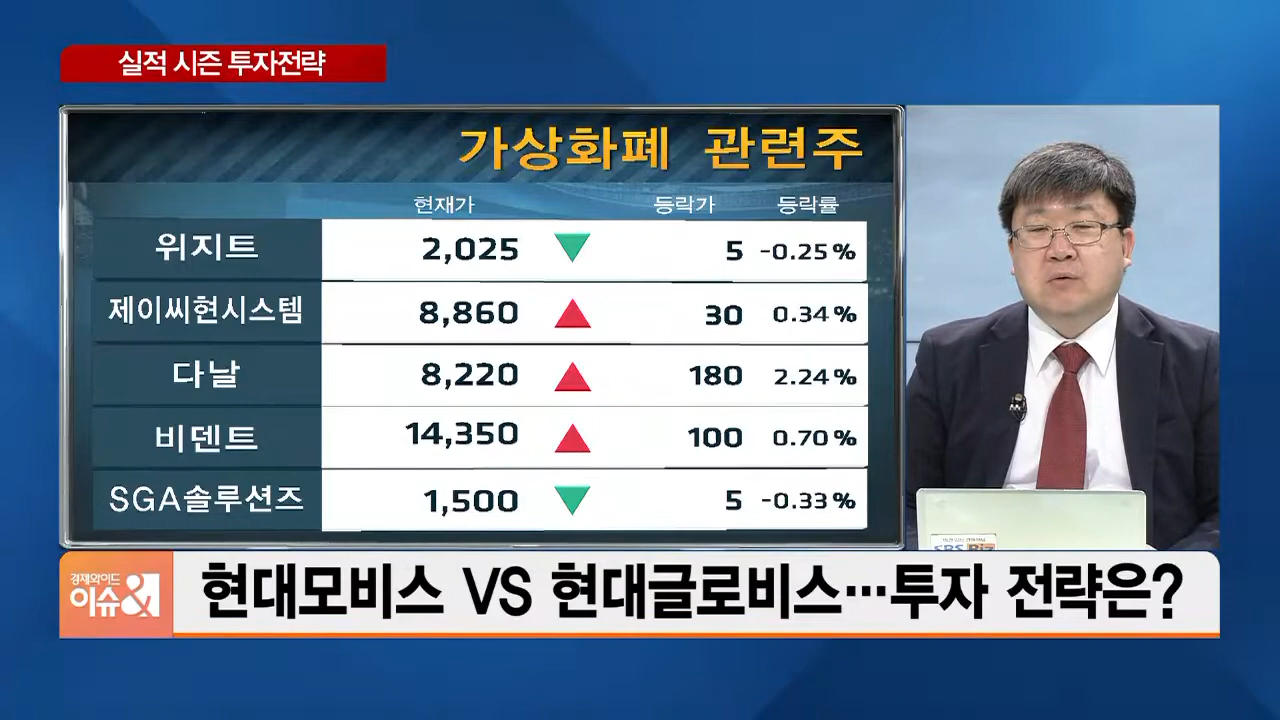 실적 시즌 투자전략
가상화폐 관련주
현재가 등락가 등락률
위지트 2,025 ▼ 5 -0.25 %
제이씨현시스템 8,860 ▲ 30 0.34 %
다날 8,220 ▲ 180 2.24 %
비덴트 14,350 ▲ 100 0.70 %
SGA솔루션즈 1,500 ▼ 5 -0.33 %
SBS Biz
경제와이드
이슈&
현대모비스 VS 현대글로비스…투자 전략은?